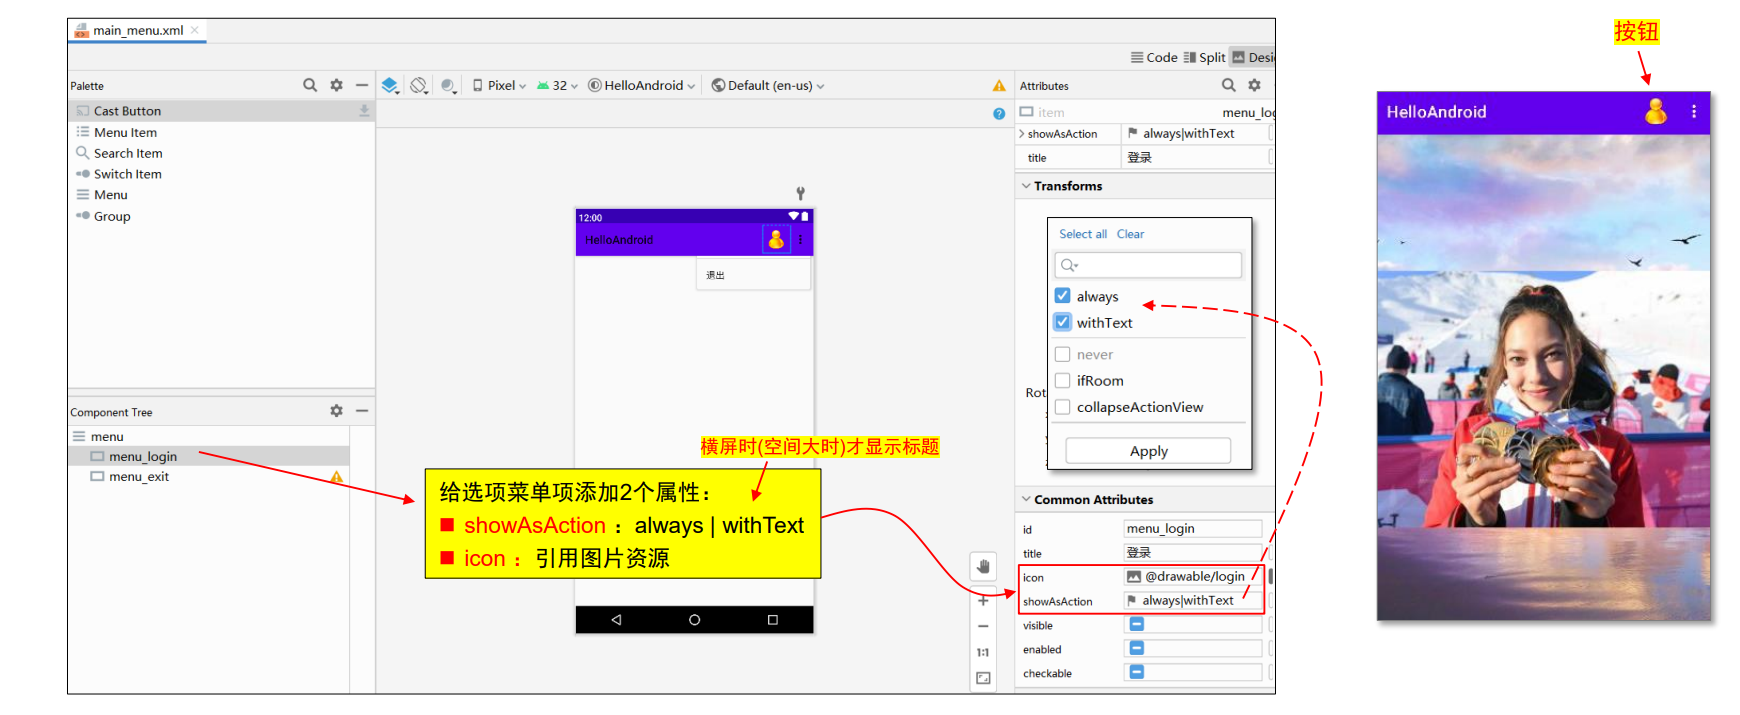 main_menu.xml
Code Split Desi
Palette
Pixel 32 HelloAndroid Default (en-us)
Attributes
Cast Button
Menu Item
Search Item
Switch Item
Menu
Group
item menu_log
showAsAction always|withText
title 登录
Transforms
12:00
HelloAndroid
退出
Select all Clear
always
withText
never
ifRoom
collapseActionView
Apply
Rot
Component Tree
menu
menu_login
menu_exit
横屏时(空间大时)才显示标题
给选项菜单项添加2个属性：
showAsAction ：always | withText
icon ：引用图片资源
1:1
Common Attributes
id menu_login
title 登录
icon @drawable/login
showAsAction always|withText
visible
enabled
checkable
按钮
HelloAndroid